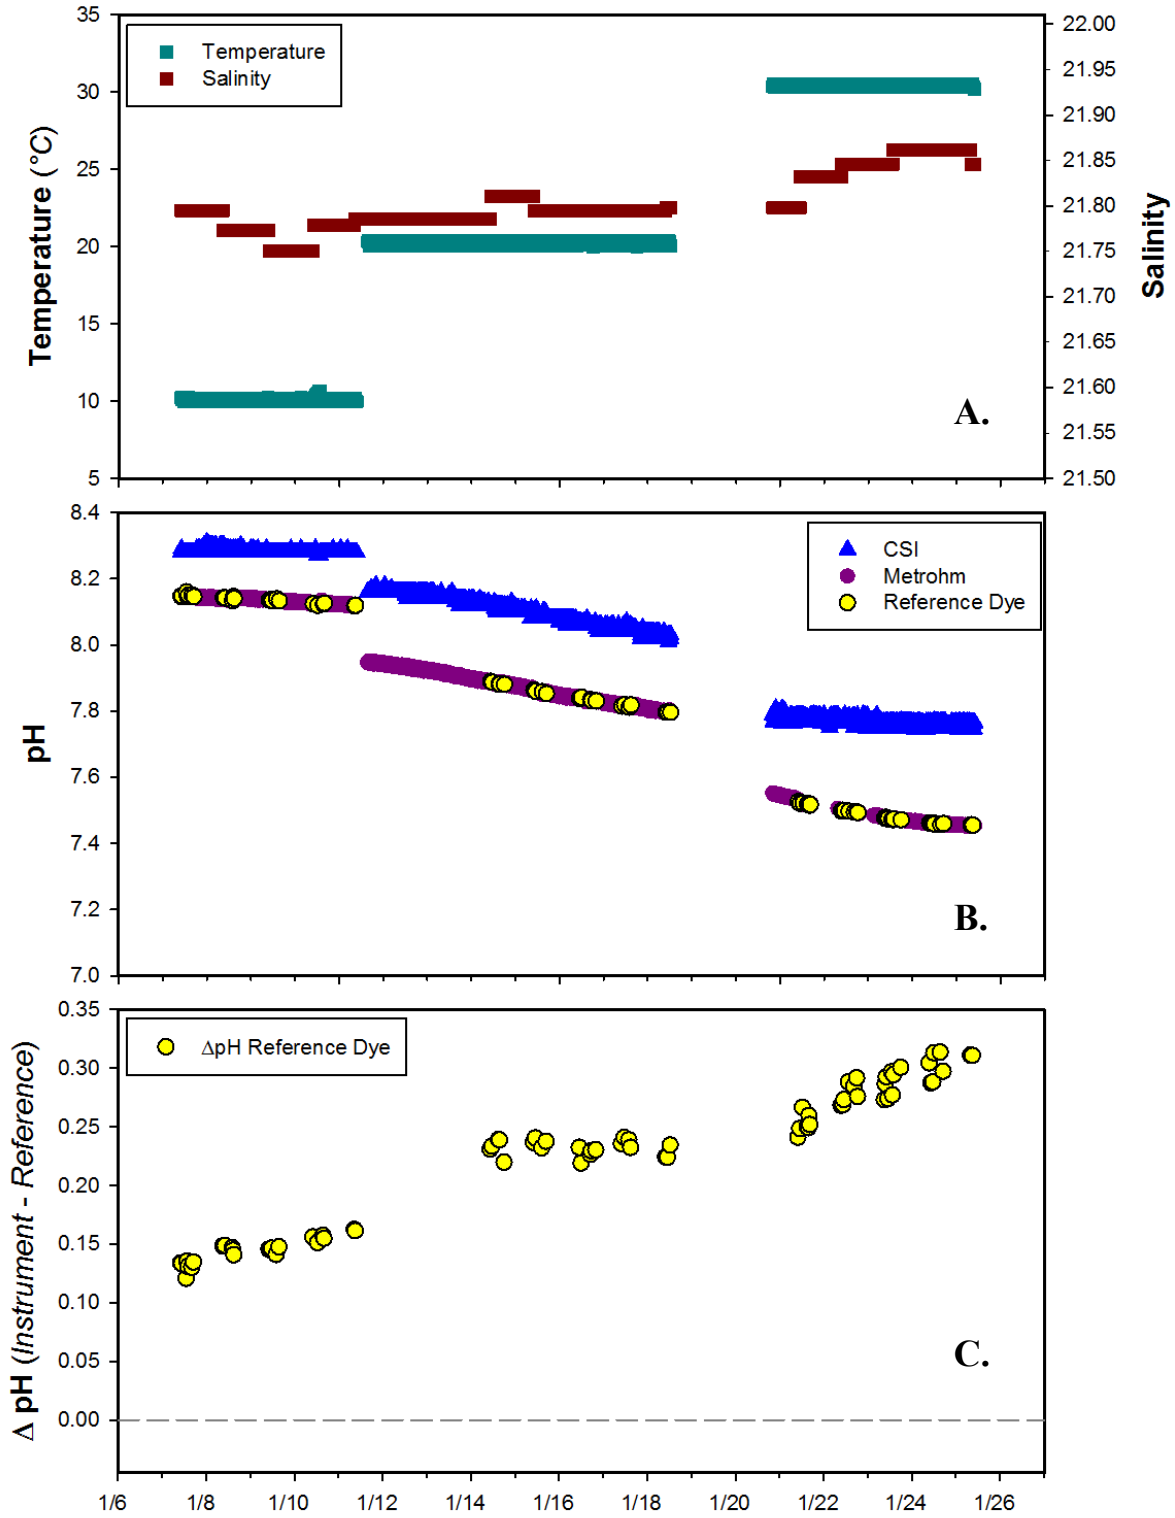 35
30
25
20
15
10
5
Temperature (°C)
Temperature
Salinity
22.00
21.95
21.90
21.85
21.80
21.75
21.70
21.65
21.60
21.55
21.50
Salinity
A.
8.4
8.2
8.0
7.8
7.6
7.4
7.2
7.0
pH
CSI
Metrohm
Reference Dye
B.
0.35
0.30
0.25
0.20
0.15
0.10
0.05
0.00
Δ pH (Instrument - Reference)
ΔpH Reference Dye
C.
1/6 1/8 1/10 1/12 1/14 1/16 1/18 1/20 1/22 1/24 1/26